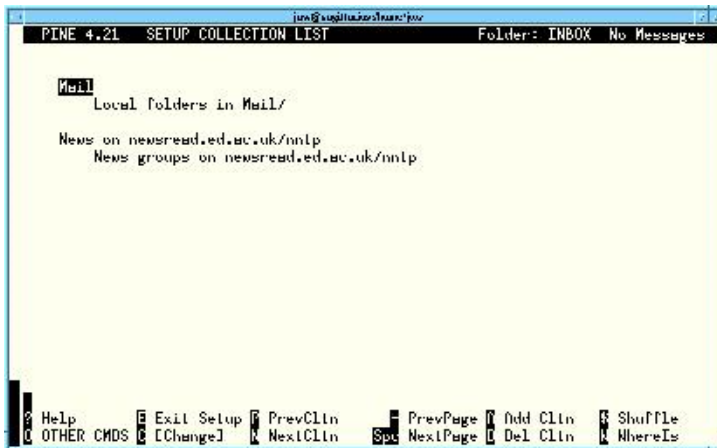 PINE 4.21 SETUP COLLECTION LIST Folder: INBOX No Messages
Mail
Local folders in Mail/
News on newsread.ed.ac.uk/nntp
News groups on newsread.ed.ac.uk/nntp
? Help E Exit Setup P PrevCltn - PrevPage A Add Cltn $ Shuffle
O OTHER CMDS C [Change] N NextCltn Spc NextPage D Del Cltn W WhereIs